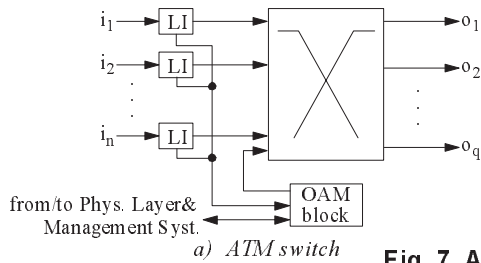 i1 LI o1
i2 LI o2
in LI oq
OAM
block
from/to Phys. Layer&
Management Syst.
a) ATM switch
Fig. 7. A